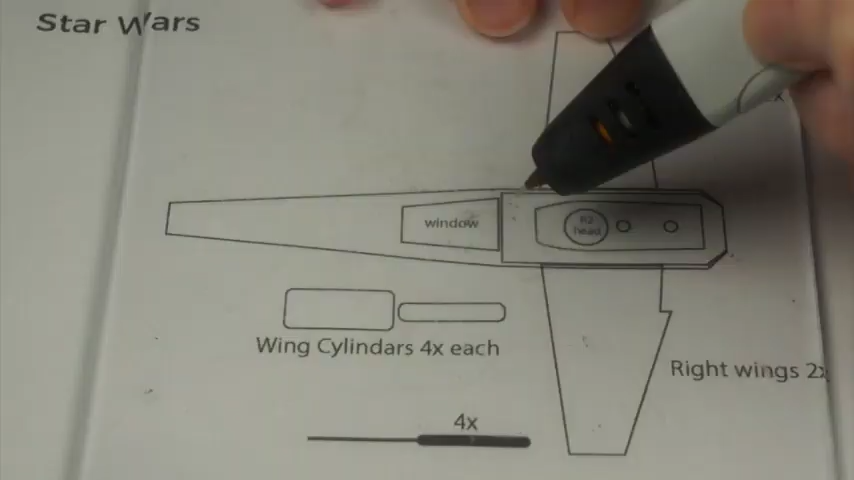 Star Wars
window
R2
head
Wing Cylindars 4x each
Right wings 2x
4x